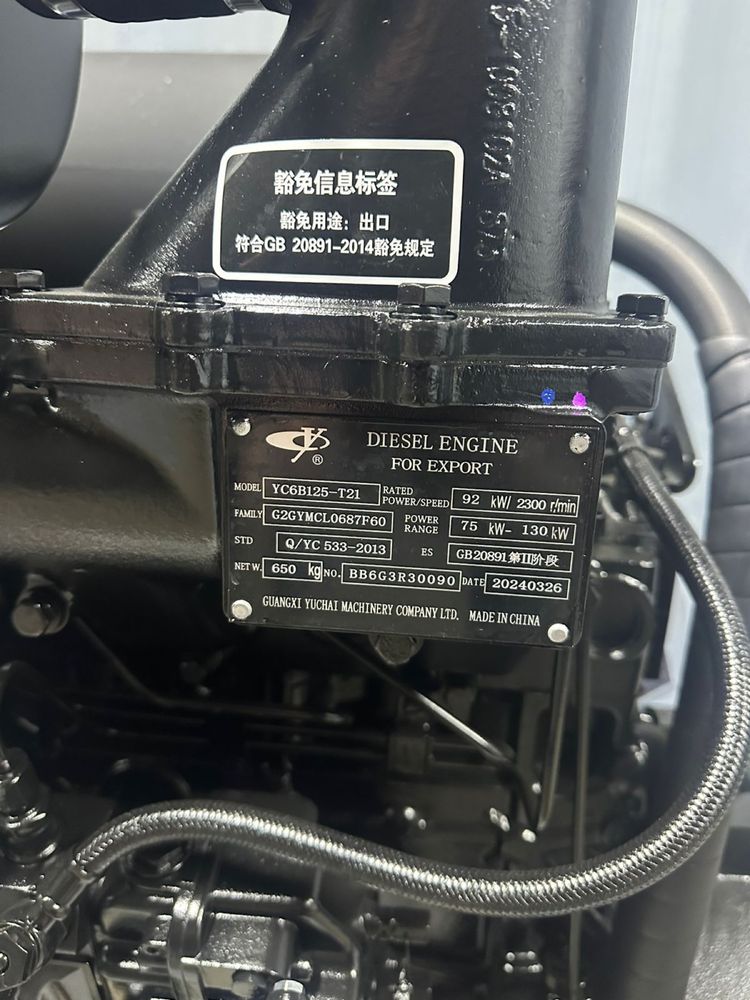 豁免信息标签
豁免用途：出口
符合GB 20891-2014豁免规定
DIESEL ENGINE
FOR EXPORT
MODEL YC6B125-T21 RATED POWER/SPEED 92 kW/ 2300 r/min
FAMILY G2GYMCL0687F60 POWER RANGE 75 kW- 130 kW
STD Q/YC 533-2013 ES GB20891第II阶段
NET W. 650 kg NO. BB6G3R30090 DATE 20240326
GUANGXI YUCHAI MACHINERY COMPANY LTD. MADE IN CHINA